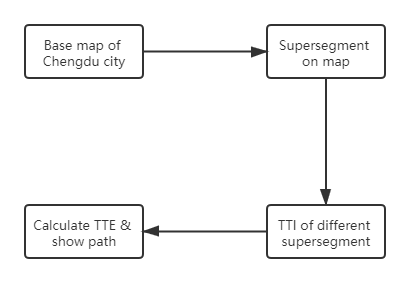 Base map of
Chengdu city
Supersegment
on map
Calculate TTE &
show path
TTI of different
supersegment